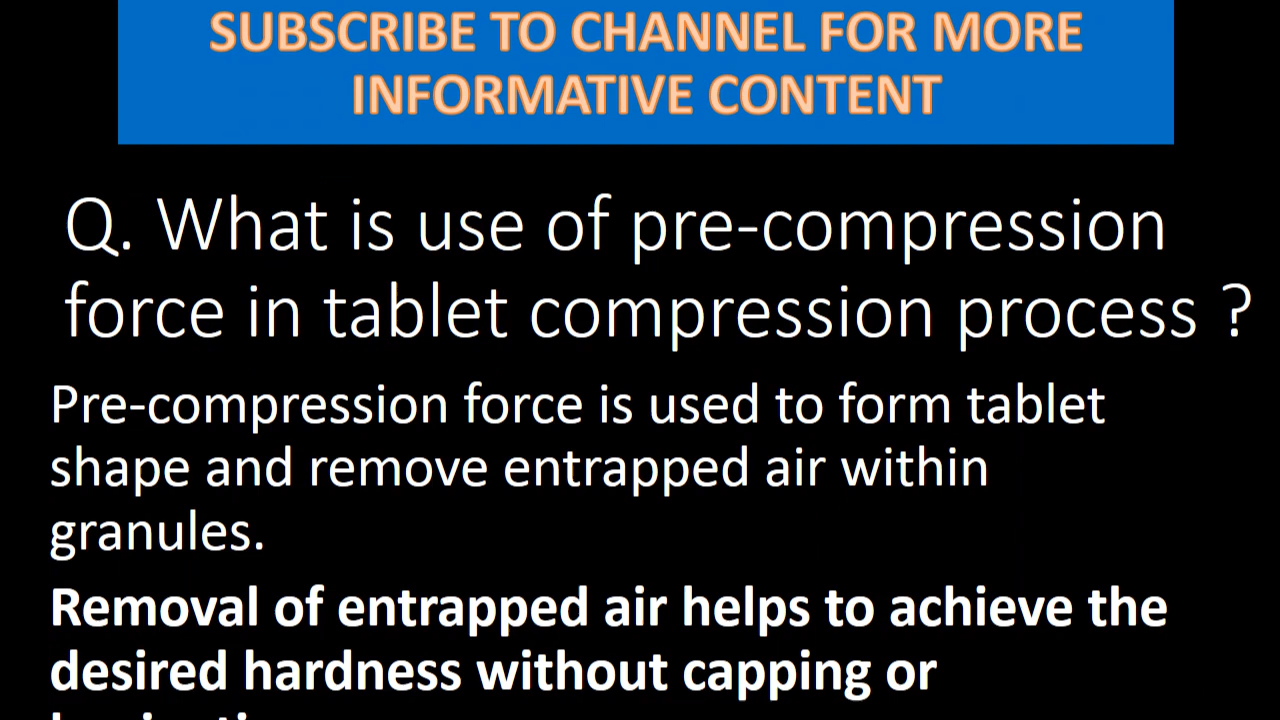 SUBSCRIBE TO CHANNEL FOR MORE
INFORMATIVE CONTENT
Q. What is use of pre-compression
force in tablet compression process ?
Pre-compression force is used to form tablet
shape and remove entrapped air within
granules.
Removal of entrapped air helps to achieve the
desired hardness without capping or